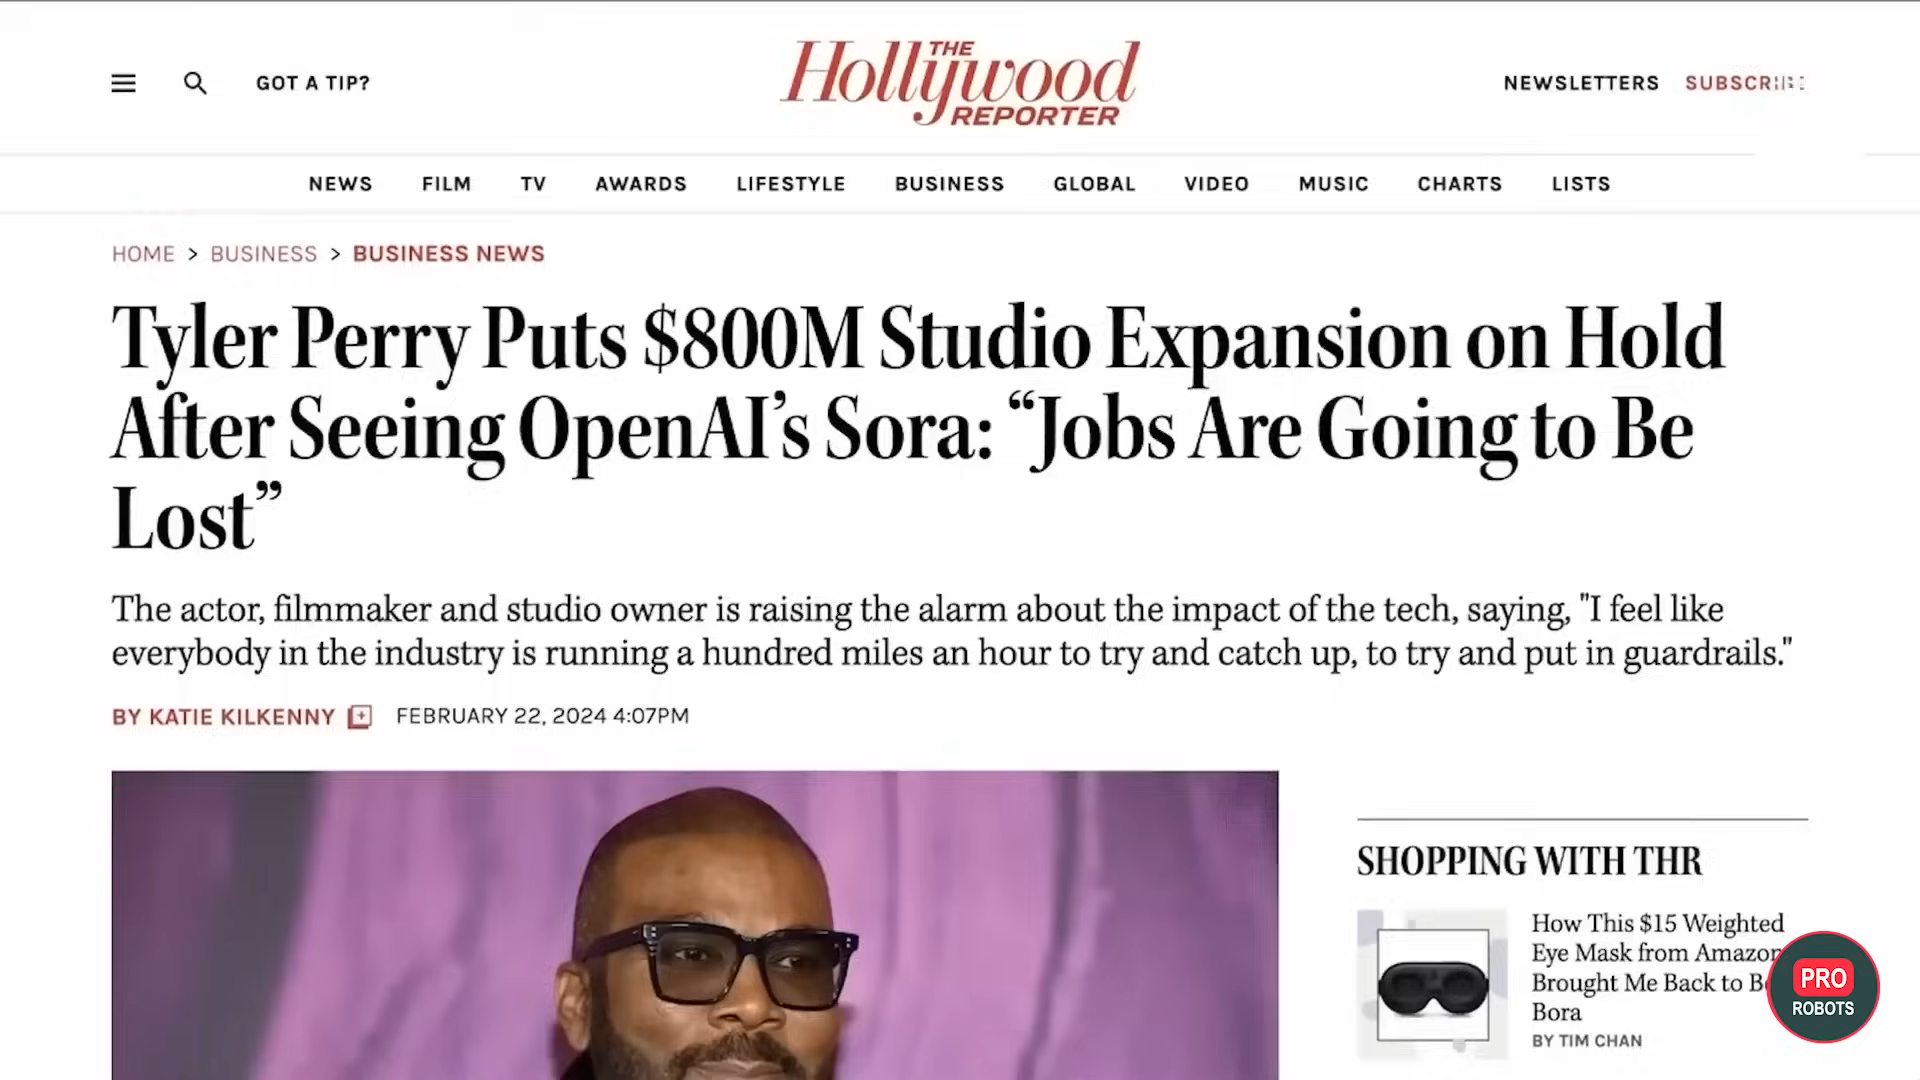 GOT A TIP?
THE
Hollywood
REPORTER
NEWSLETTERS
NEWS FILM TV AWARDS LIFESTYLE BUSINESS GLOBAL VIDEO MUSIC CHARTS LISTS
HOME > BUSINESS > BUSINESS NEWS
Tyler Perry Puts $800M Studio Expansion on Hold
After Seeing OpenAI’s Sora: “Jobs Are Going to Be
Lost”
The actor, filmmaker and studio owner is raising the alarm about the impact of the tech, saying, "I feel like
everybody in the industry is running a hundred miles an hour to try and catch up, to try and put in guardrails."
BY KATIE KILKENNY FEBRUARY 22, 2024 4:07PM
SHOPPING WITH THR
How This $15 Weighted
Eye Mask from Amazon
Brought Me Back to
Bora
BY TIM CHAN
PRO
ROBOTS